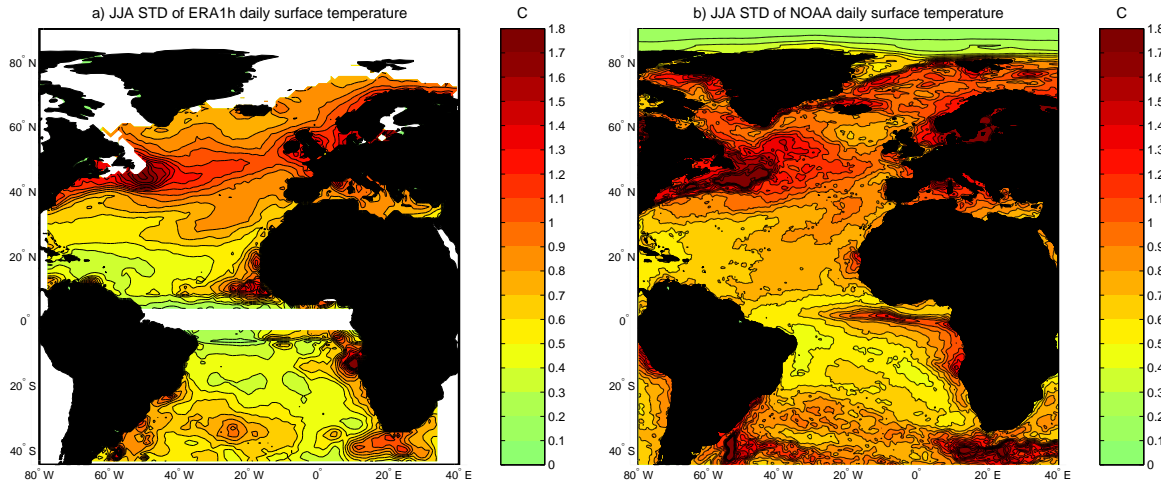 a) JJA STD of ERA1h daily surface temperature
C
80° N
60° N
40° N
20° N
0°
20° S
40° S
80° W
60° W
40° W
20° W
0°
20° E
40° E
1.8
1.7
1.6
1.5
1.4
1.3
1.2
1.1
1
0.9
0.8
0.7
0.6
0.5
0.4
0.3
0.2
0.1
0
b) JJA STD of NOAA daily surface temperature
C
80° N
60° N
40° N
20° N
0°
20° S
40° S
80° W
60° W
40° W
20° W
0°
20° E
40° E
1.8
1.7
1.6
1.5
1.4
1.3
1.2
1.1
1
0.9
0.8
0.7
0.6
0.5
0.4
0.3
0.2
0.1
0